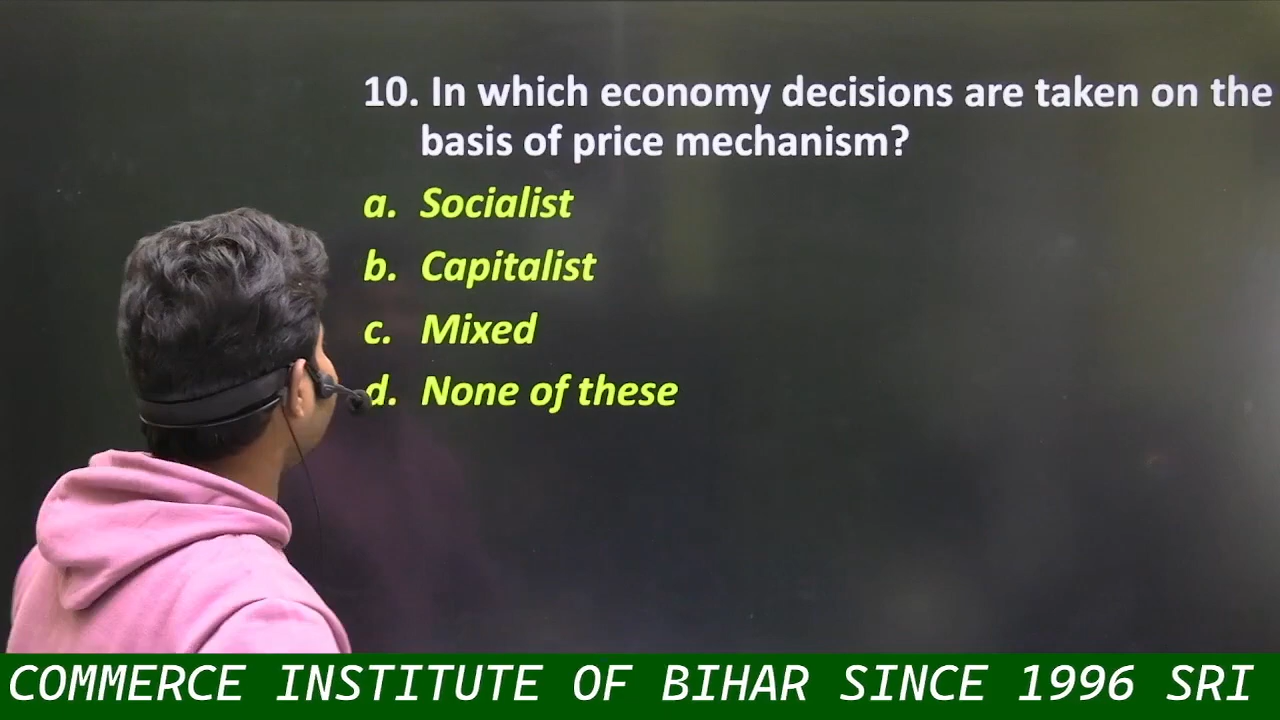 10. In which economy decisions are taken on the
basis of price mechanism?
a. Socialist
b. Capitalist
c. Mixed
d. None of these
COMMERCE INSTITUTE OF BIHAR SINCE 1996 SRI